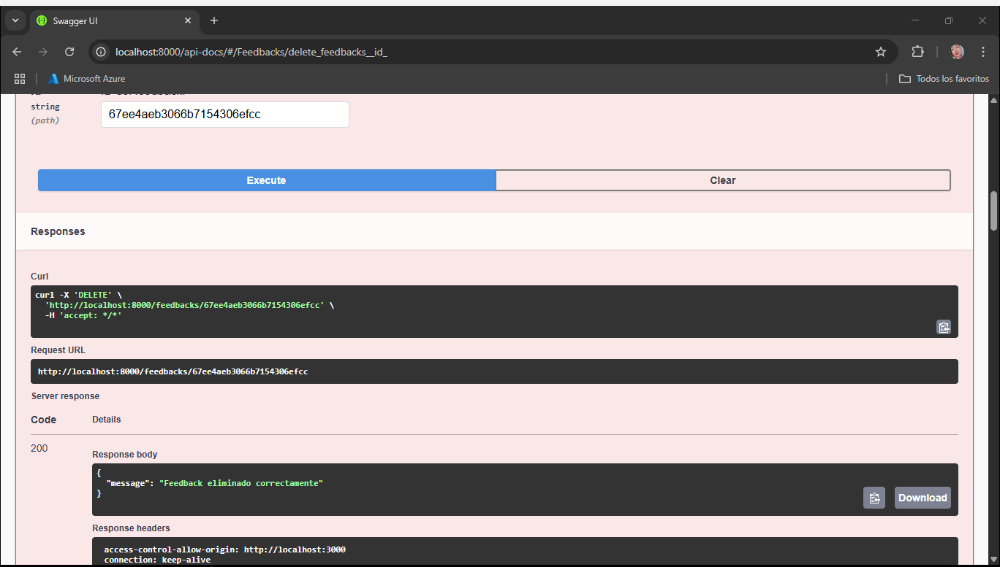 Swagger UI
localhost:8000/api-docs/#/Feedbacks/delete_feedbacks__id_
Microsoft Azure
Todos los favoritos
string
(path)
67ee4aeb3066b7154306efcc
Execute
Clear
Responses
Curl
curl -X 'DELETE' \
'http://localhost:8000/feedbacks/67ee4aeb3066b7154306efcc' \
-H 'accept: */*'
Request URL
http://localhost:8000/feedbacks/67ee4aeb3066b7154306efcc
Server response
Code Details
200
Response body
{
"message": "Feedback eliminado correctamente"
}
Download
Response headers
access-control-allow-origin: http://localhost:3000
connection: keep-alive